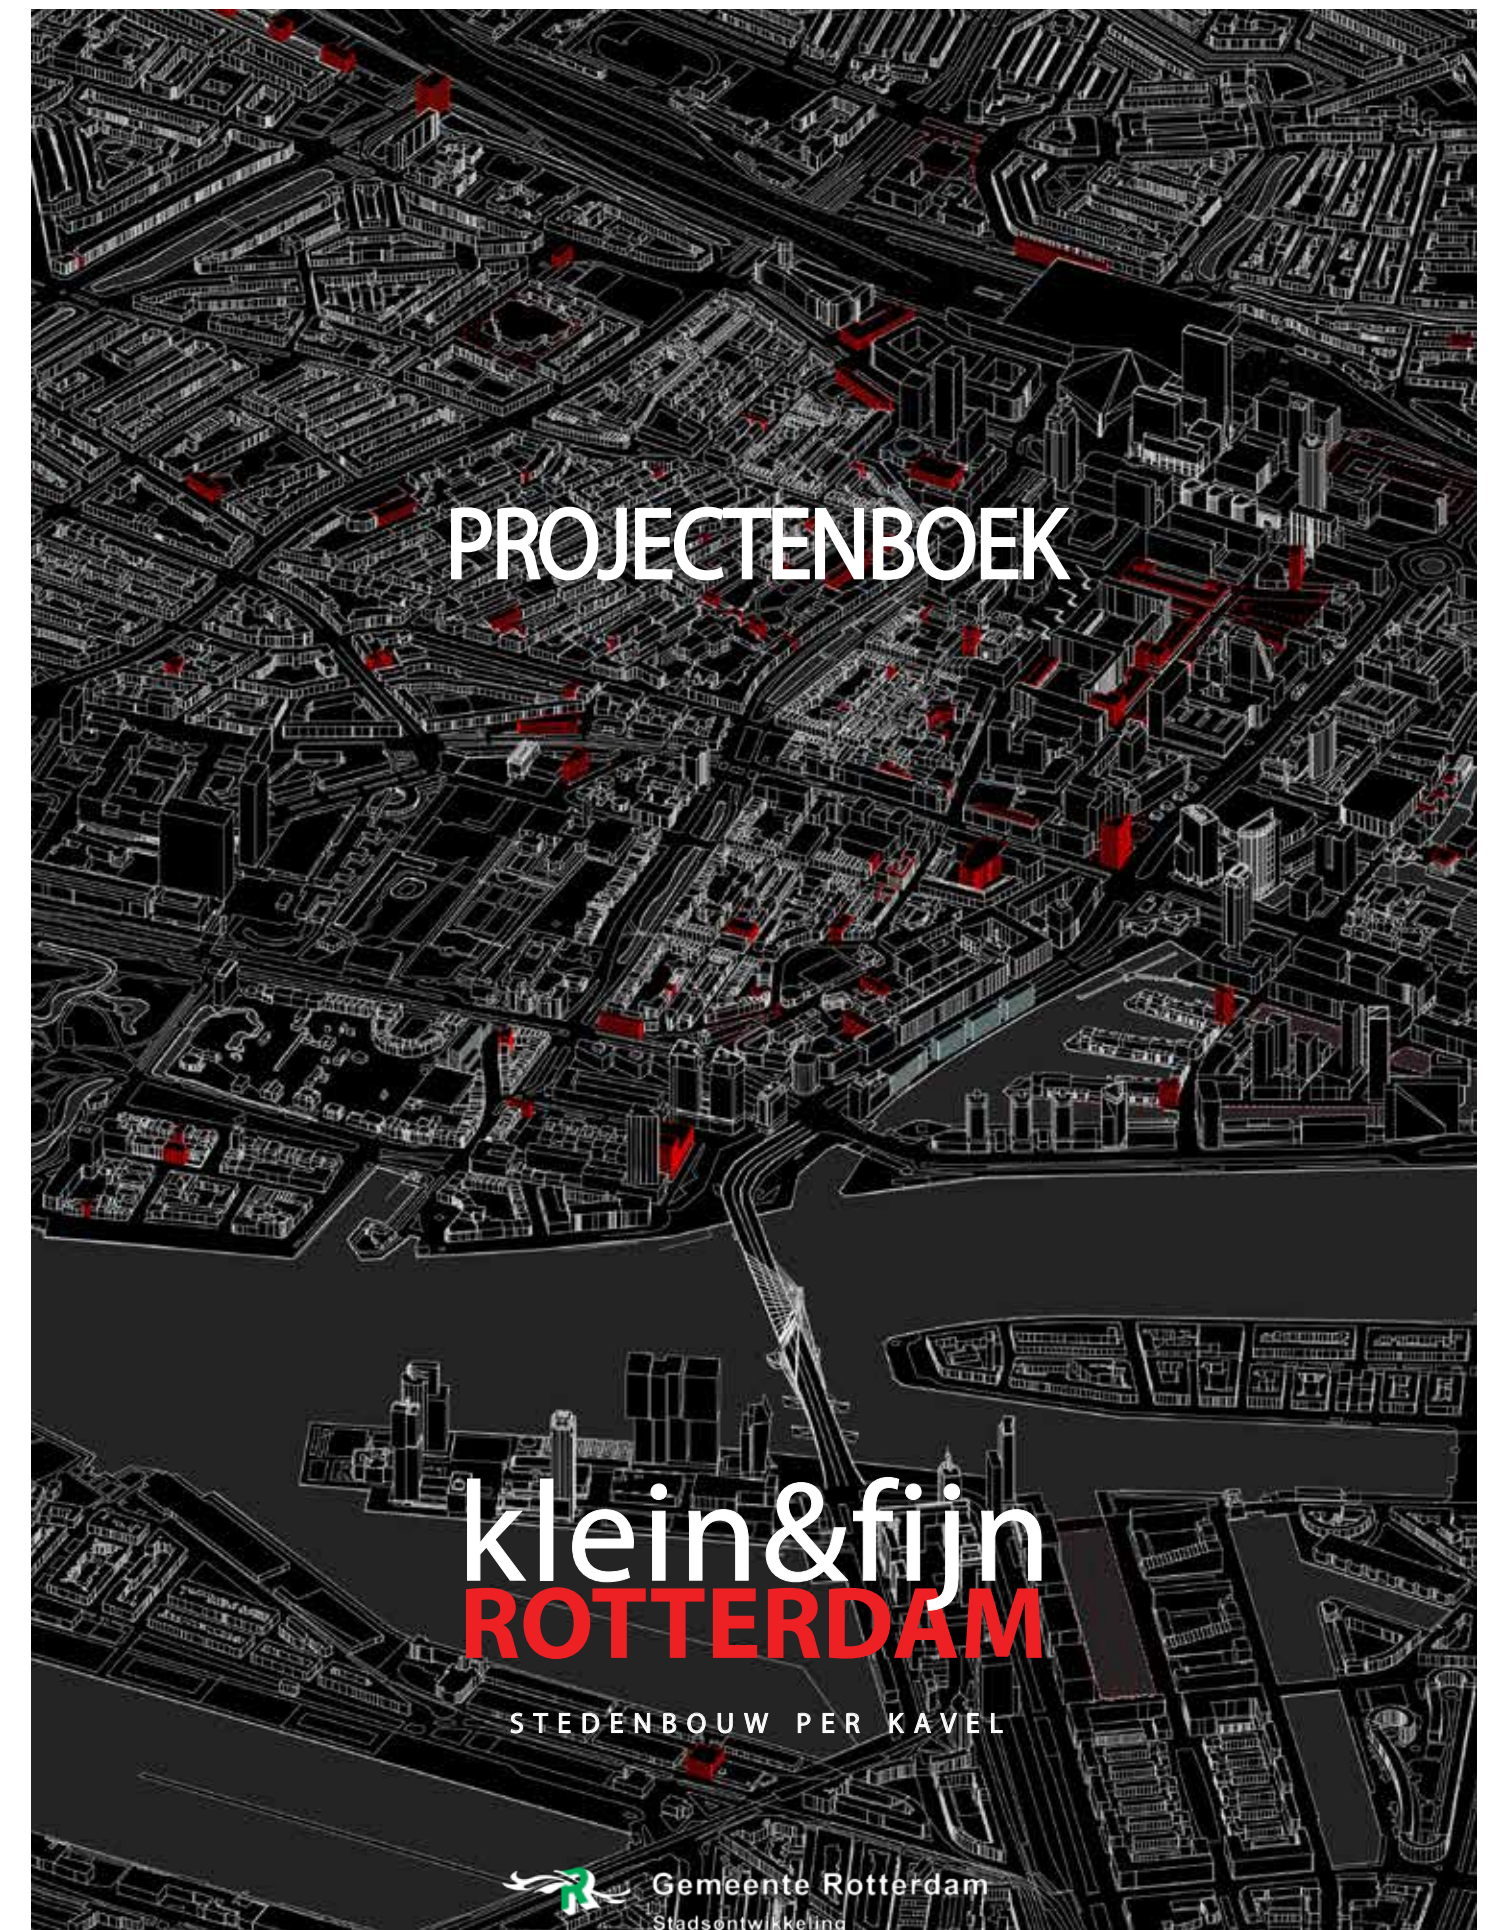 PROJECTENBOEK
klein&fijn
ROTTERDAM
STEDENBOUW PER KAVEL
Gemeente Rotterdam
Stadsontwikkeling